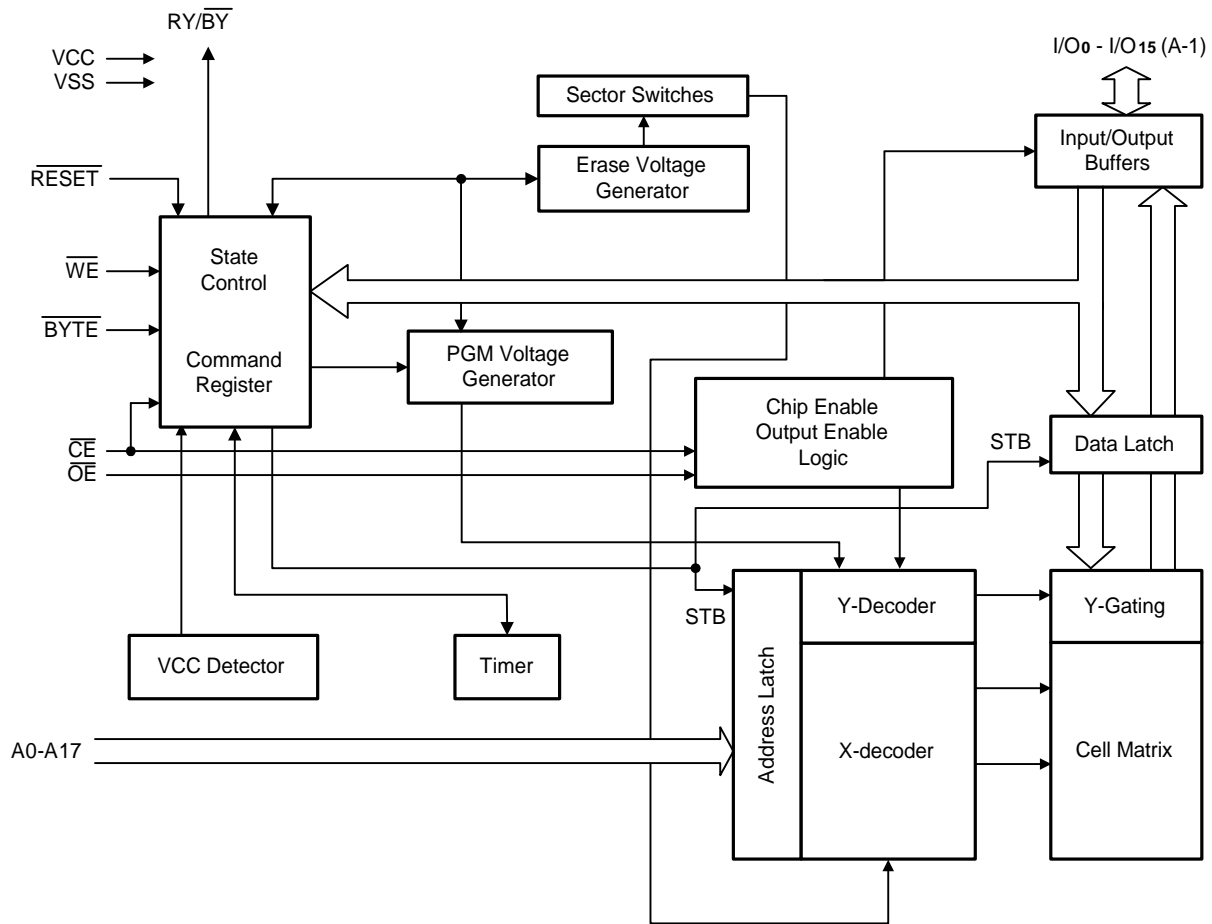 RY/BY
VCC
VSS
I/O0 - I/O15 (A-1)
Sector Switches
Input/Output
Buffers
Erase Voltage
Generator
RESET
State
Control
WE
BYTE
PGM Voltage
Generator
Command
Register
Chip Enable
Output Enable
Logic
CE
OE
STB
Data Latch
STB
Y-Decoder
Y-Gating
VCC Detector
Timer
Address Latch
A0-A17
X-decoder
Cell Matrix